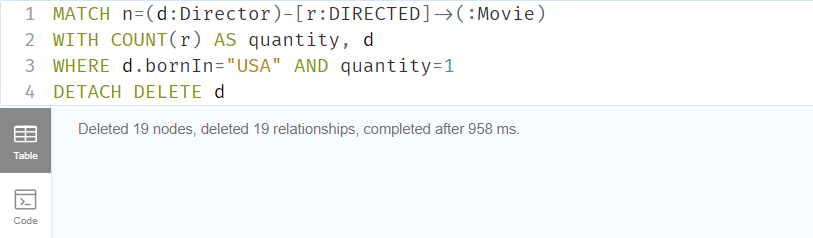 1 MATCH n=(d:Director)-[r:DIRECTED]->(:Movie)
2 WITH COUNT(r) AS quantity, d
3 WHERE d.bornIn="USA" AND quantity=1
4 DETACH DELETE d
Deleted 19 nodes, deleted 19 relationships, completed after 958 ms.
Table
Code